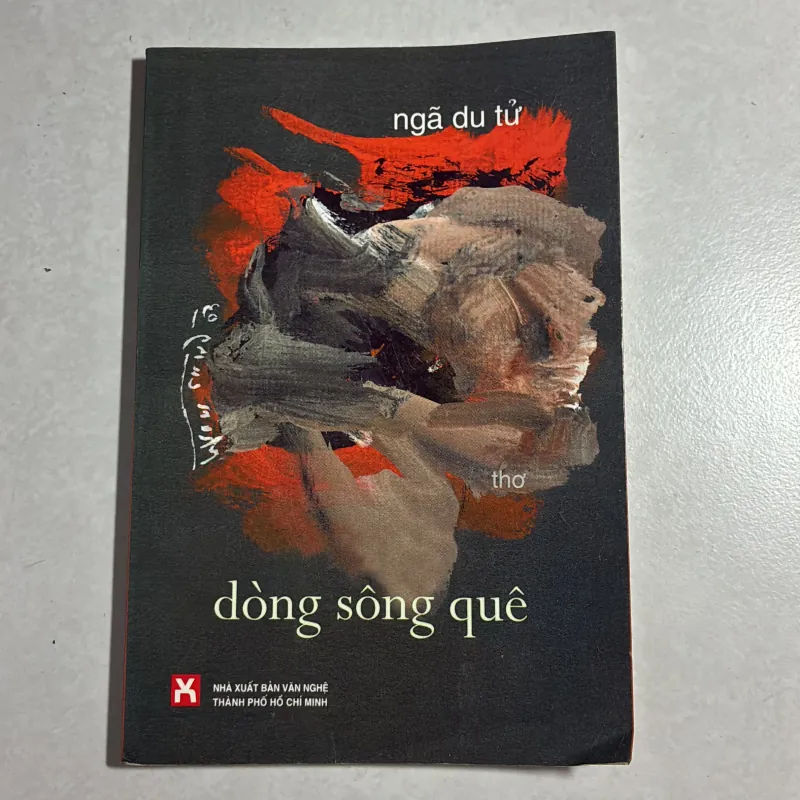 ngã du tử
thơ
dòng sông quê
NHÀ XUẤT BẢN VĂN NGHỆ
THÀNH PHỐ HỒ CHÍ MINH